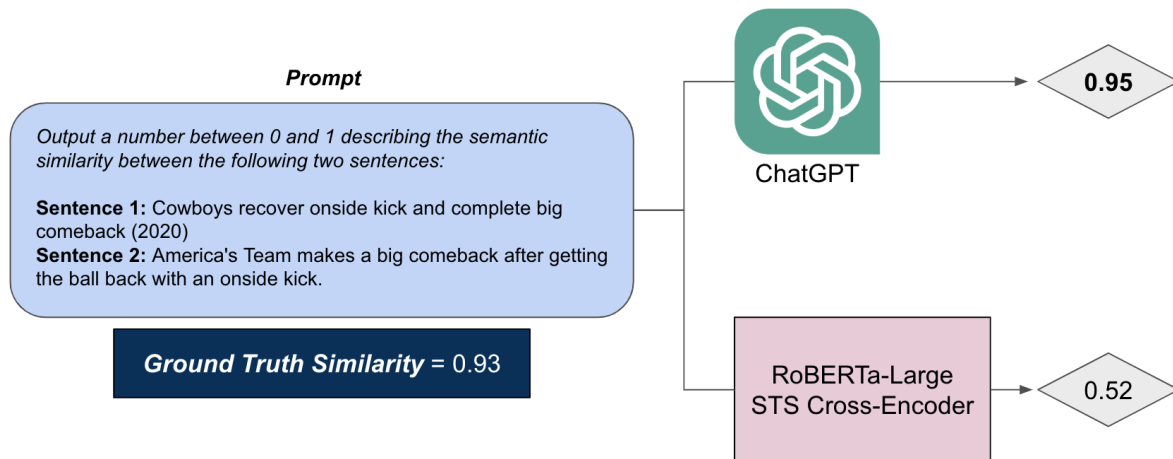 Prompt
Output a number between 0 and 1 describing the semantic
similarity between the following two sentences:
Sentence 1: Cowboys recover onside kick and complete big
comeback (2020)
Sentence 2: America's Team makes a big comeback after getting
the ball back with an onside kick.
Ground Truth Similarity = 0.93
ChatGPT
0.95
RoBERTa-Large
STS Cross-Encoder
0.52